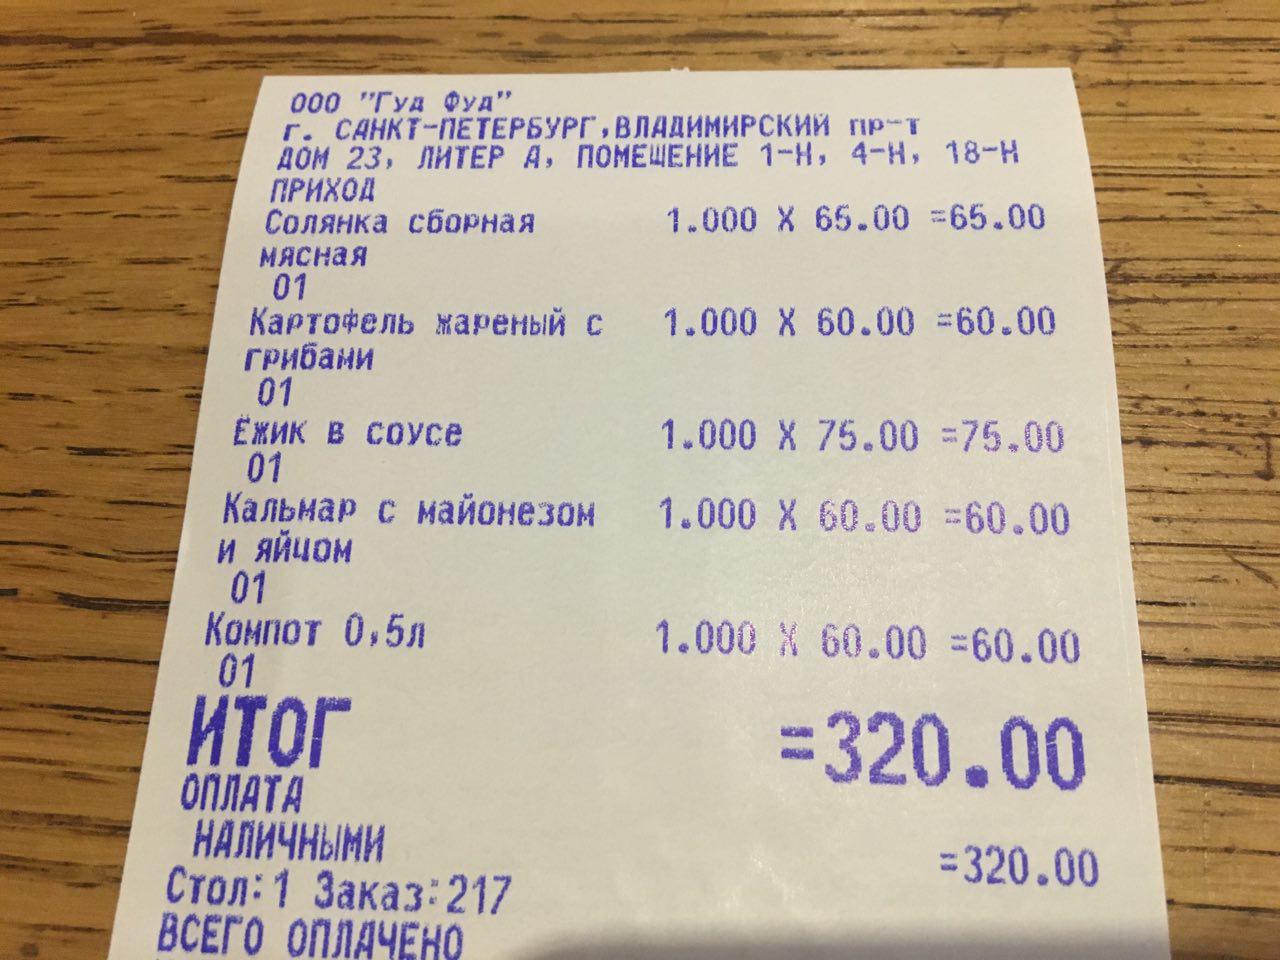 ООО "Гуд Фуд"
г. САНКТ-ПЕТЕРБУРГ,ВЛАДИМИРСКИЙ пр-т
ДОМ 23, ЛИТЕР А, ПОМЕЩЕНИЕ 1-Н, 4-Н, 18-Н
ПРИХОД
Солянка сборная 1.000 X 65.00 =65.00
мясная
01
Картофель жареный с 1.000 X 60.00 =60.00
грибами
01
Ёжик в соусе 1.000 X 75.00 =75.00
01
Кальмар с майонезом 1.000 X 60.00 =60.00
и яйцом
01
Компот 0,5л 1.000 X 60.00 =60.00
01
ИТОГ =320.00
ОПЛАТА
НАЛИЧНЫМИ =320.00
Стол:1 Заказ:217
ВСЕГО ОПЛАЧЕНО